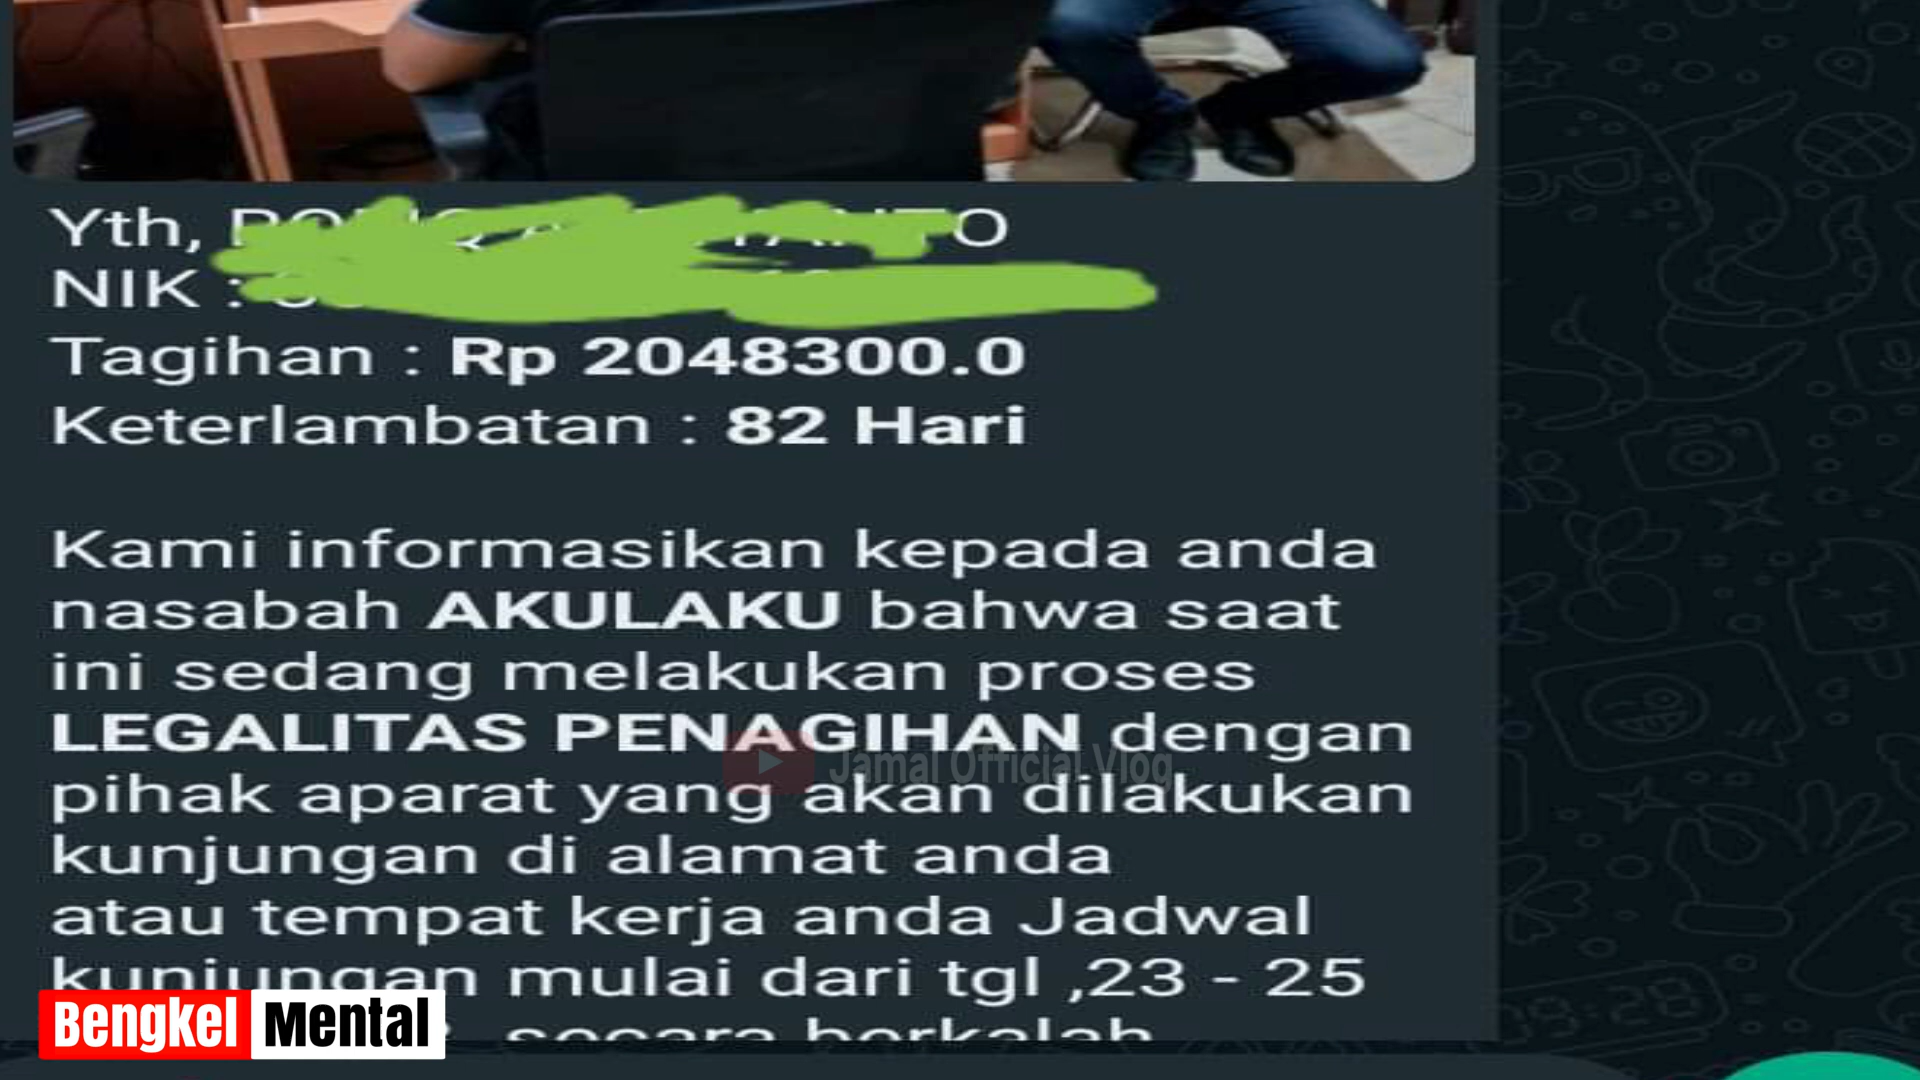 Yth,
NIK :
Tagihan : Rp 2048300.0
Keterlambatan : 82 Hari
Kami informasikan kepada anda
nasabah AKULAKU bahwa saat
ini sedang melakukan proses
LEGALITAS PENAGIHAN dengan
Jamal Official Vlog
pihak aparat yang akan dilakukan
kunjungan di alamat anda
atau tempat kerja anda Jadwal
kunjungan mulai dari tgl ,23 - 25
secara berkalah
Bengkel Mental